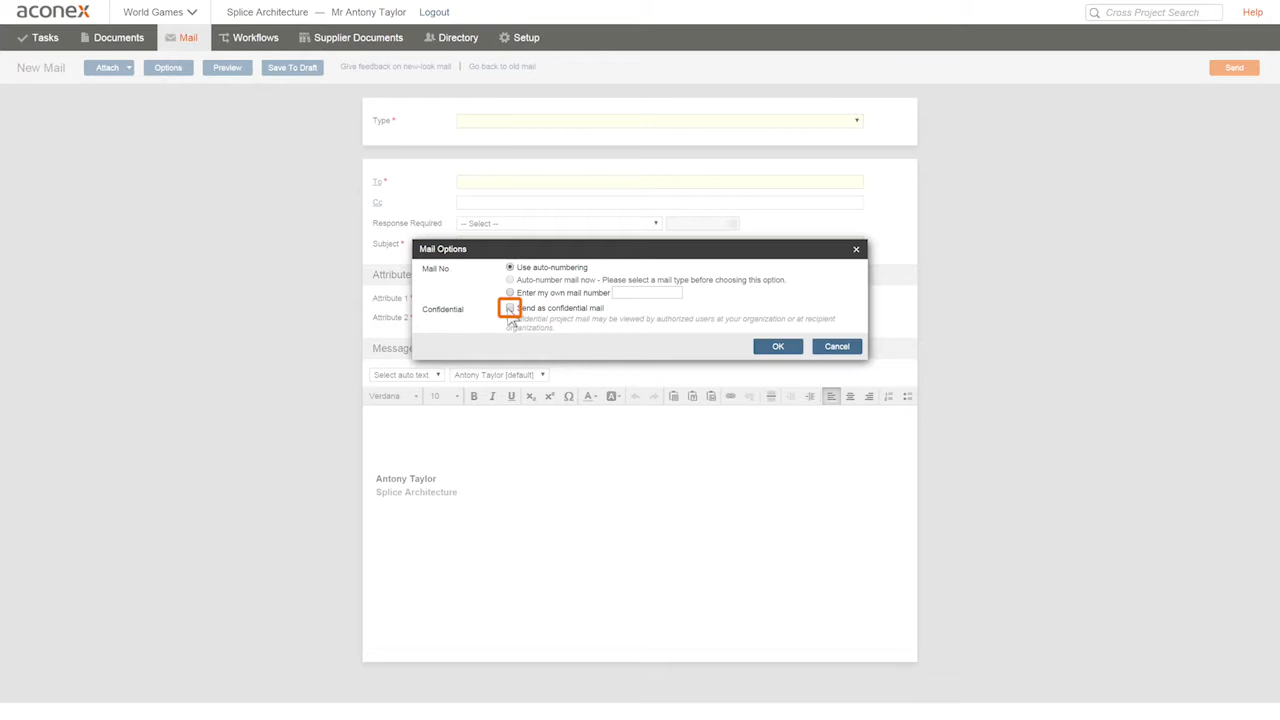 aconex World Games Splice Architecture — Mr Antony Taylor Logout Cross Project Search Help
Tasks Documents Mail Workflows Supplier Documents Directory Setup
New Mail Attach Options Preview Save To Draft Give feedback on new-look mail | Go back to old mail Send
Type *
To *
Cc
Response Required -- Select --
Subject *
Mail Options
Mail No Use auto-numbering
Auto-number mail now - Please select a mail type before choosing this option.
Enter my own mail number
Confidential Send as confidential mail
project mail may be viewed by authorized users at your organization or at recipient
organizations.
OK Cancel
Attribute
Attribute 1
Attribute 2
Message
Select auto text Antony Taylor [default]
Verdana 10 B I U
Antony Taylor
Splice Architecture